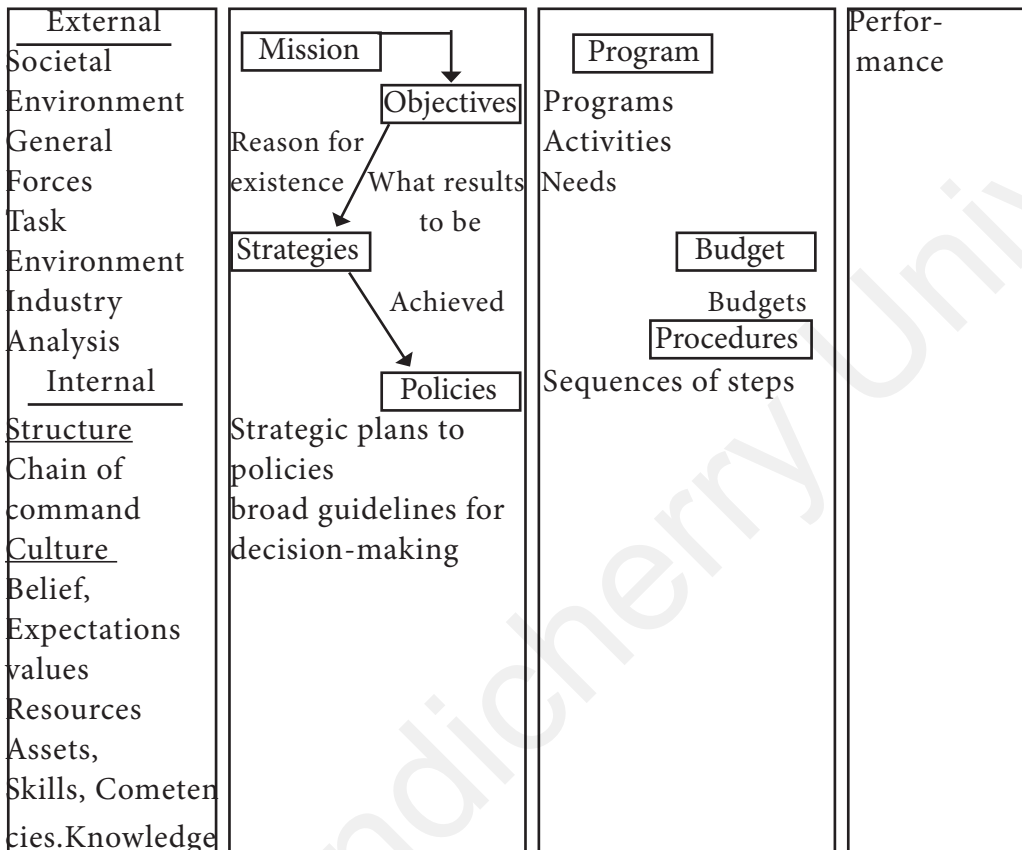 External
Societal
Environment
General
Forces
Task
Environment
Industry
Analysis
Internal
Structure
Chain of
command
Culture
Belief,
Expectations
values
Resources
Assets,
Skills, Cometen
cies.Knowledge
Mission
Objectives
Reason for
existence
What results
to be
Strategies
Achieved
Policies
Strategic plans to
policies
broad guidelines for
decision-making
Program
Programs
Activities
Needs
Budget
Budgets
Procedures
Sequences of steps
Perfor-
mance
ndicherry Univ